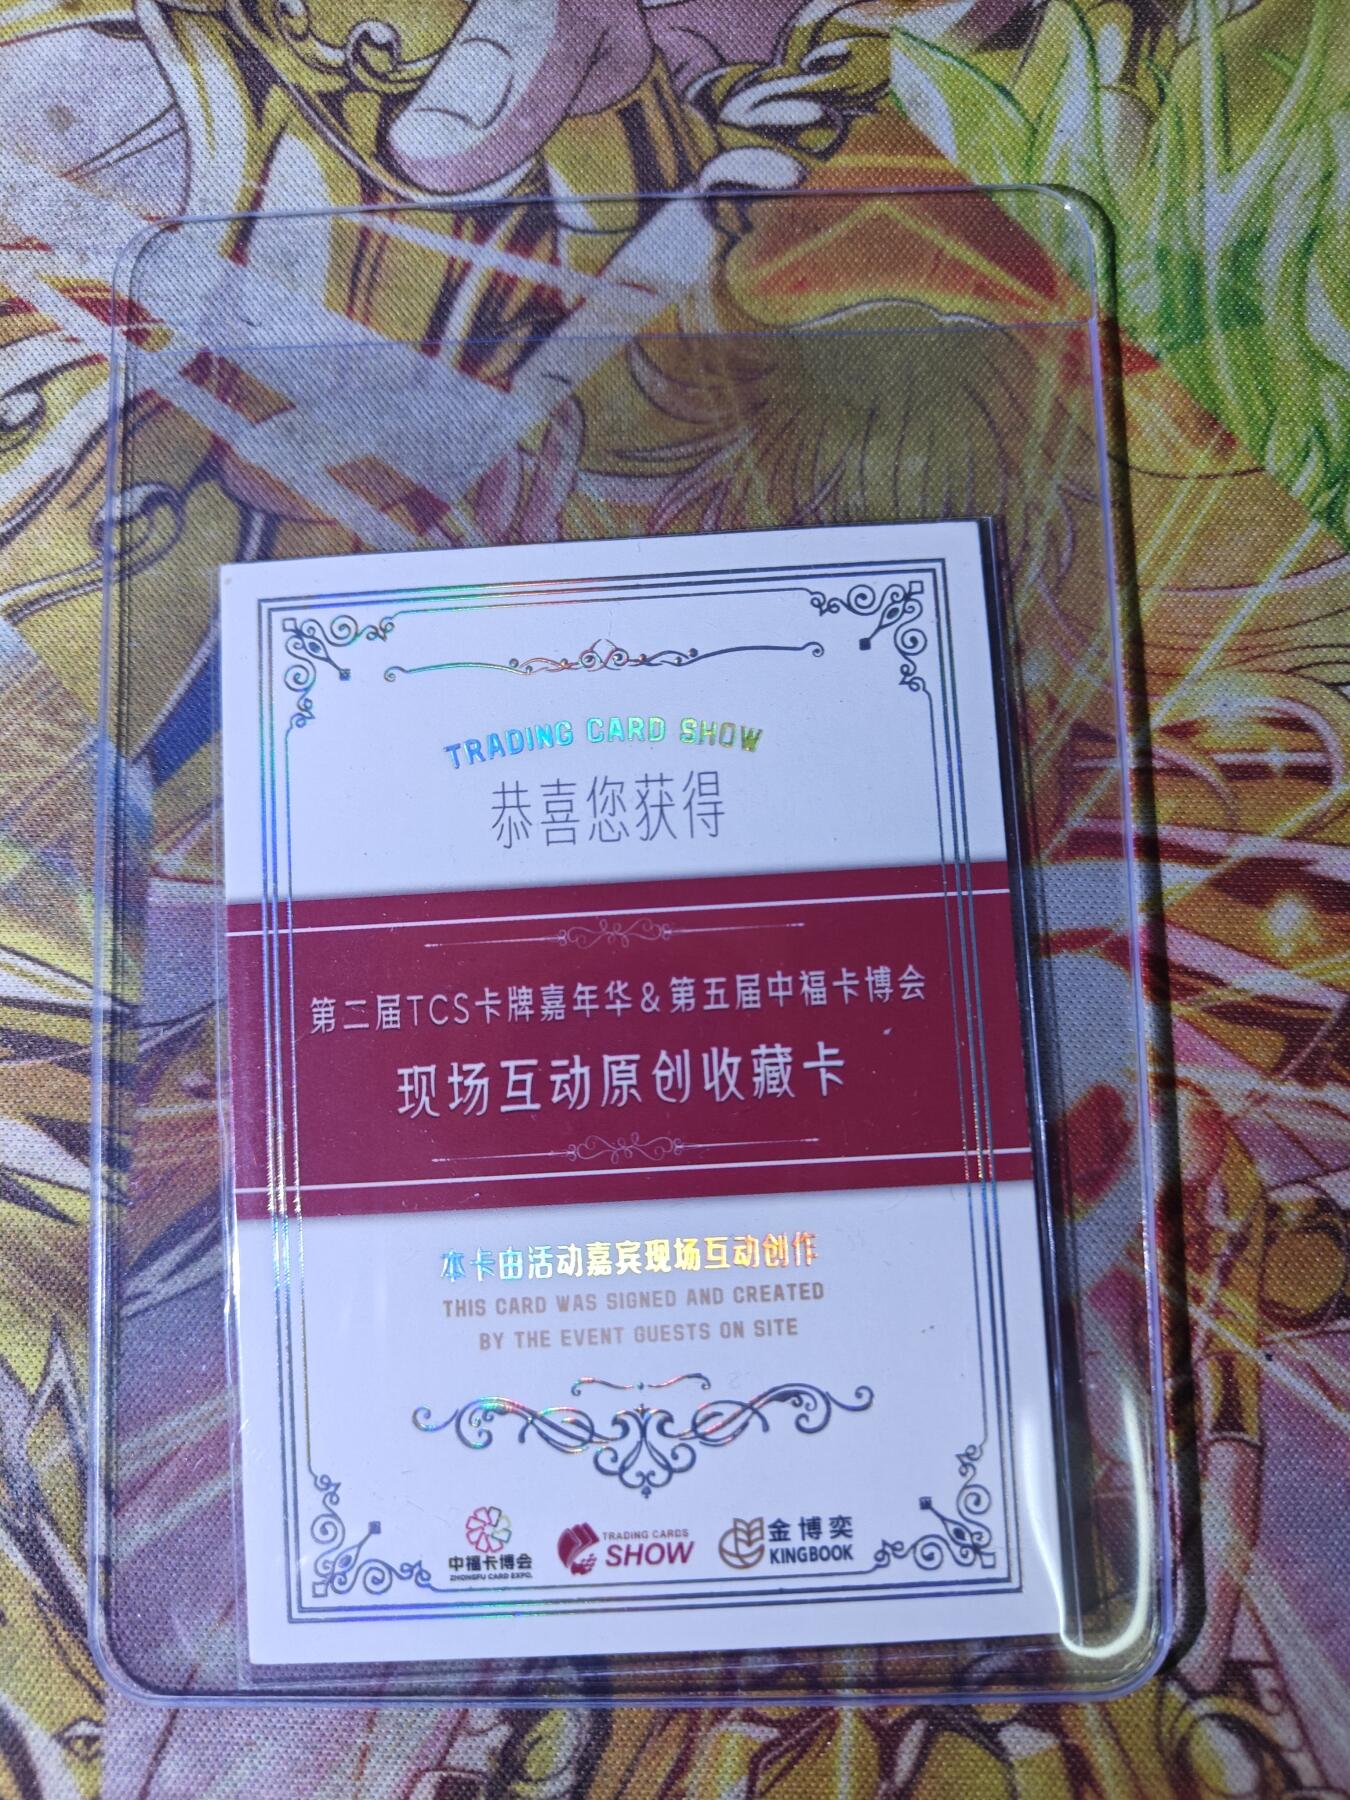 TRADING CARD SHOW
恭喜您获得
第二届TCS卡牌嘉年华&第五届中福卡博会
现场互动原创收藏卡
本卡由活动嘉宾现场互动创作
THIS CARD WAS SIGNED AND CREATED
BY THE EVENT GUESTS ON SITE
中福卡博会
ZHONGFU CARD EXPO.
TRADING CARDS
SHOW
金博奕
KINGBOOK